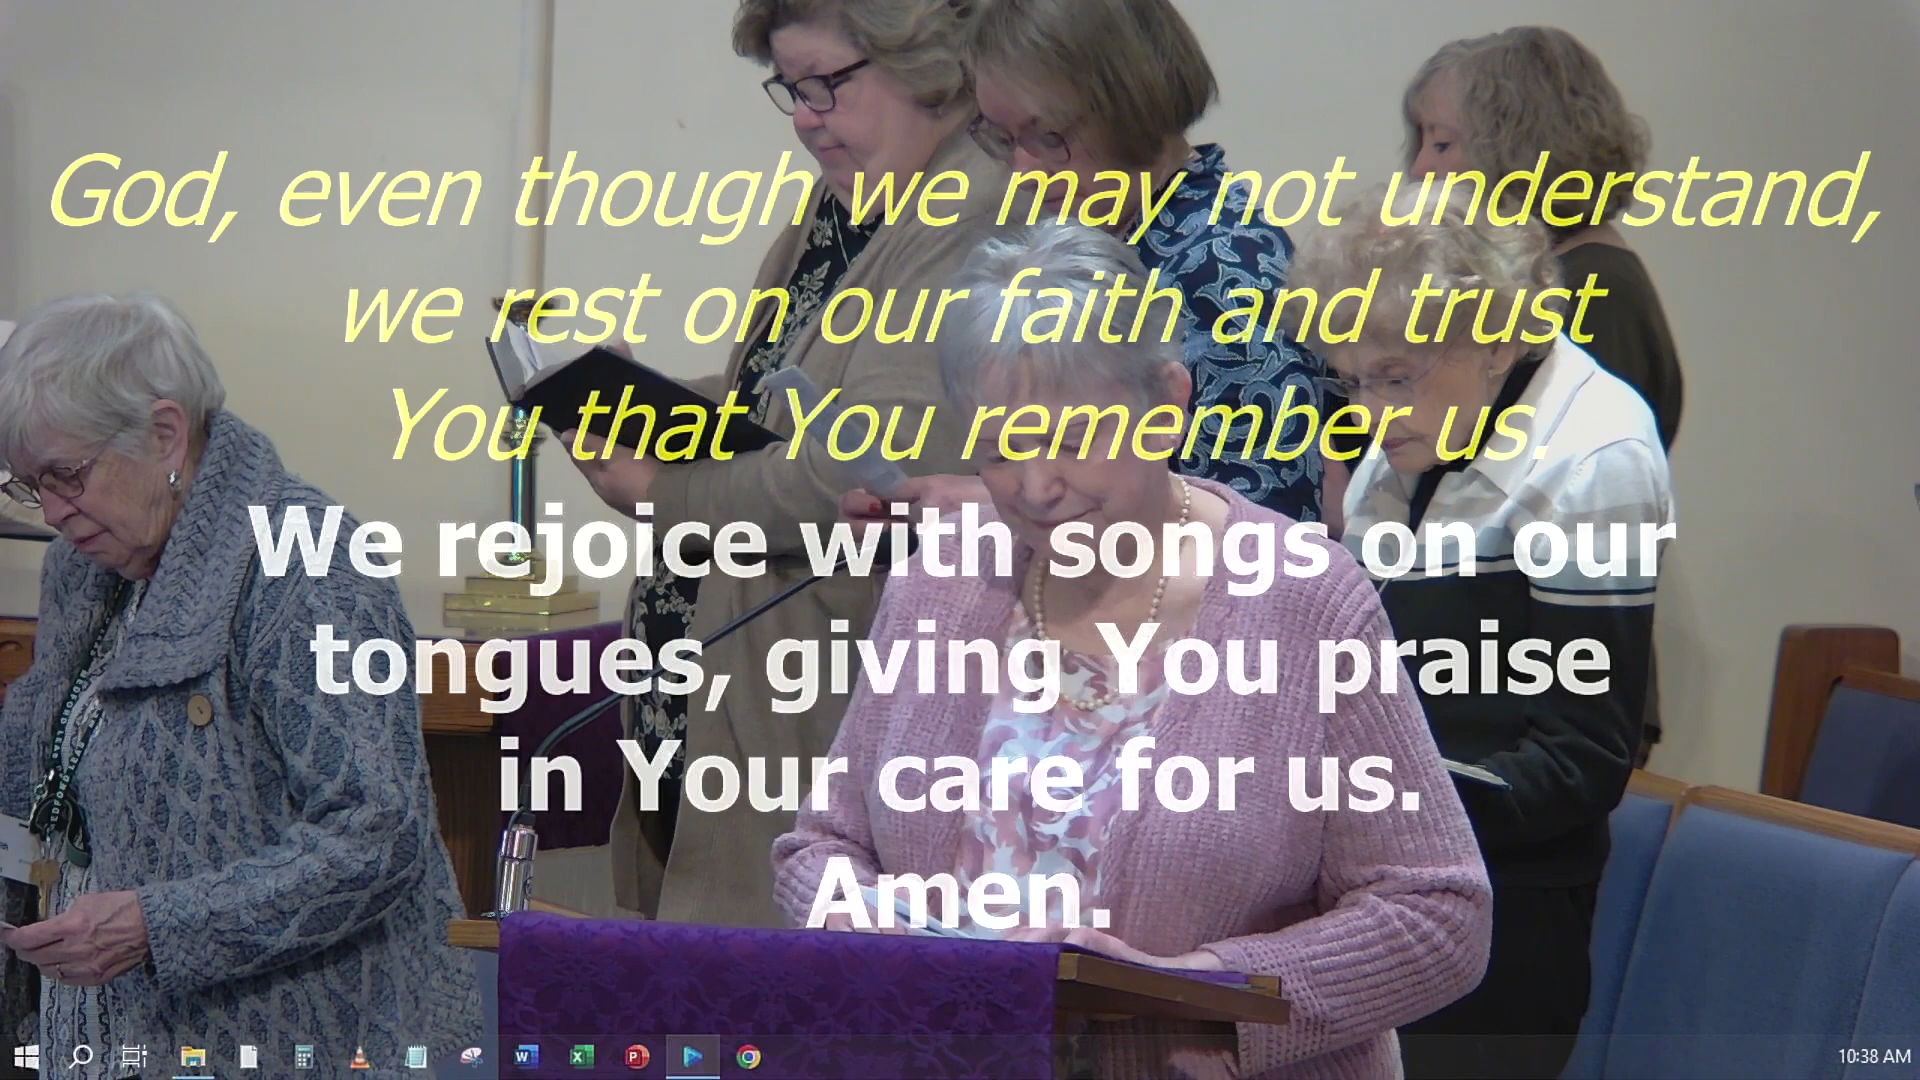 God, even though we may not understand,
we rest on our faith and trust
You that You remember us.
We rejoice with songs on our
tongues, giving You praise
in Your care for us.
Amen.
10:38 AM